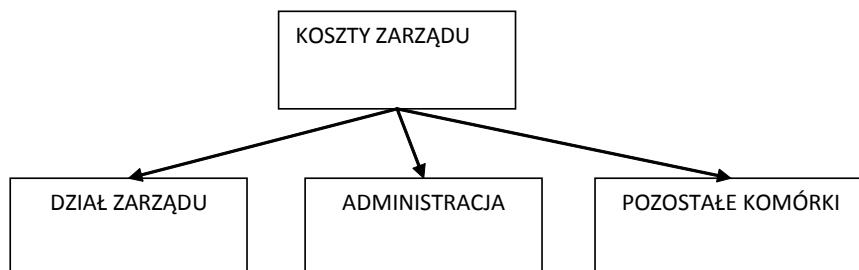 KOSZTY ZARZĄDU
DZIAŁ ZARZĄDU
ADMINISTRACJA
POZOSTAŁE KOMÓRKI